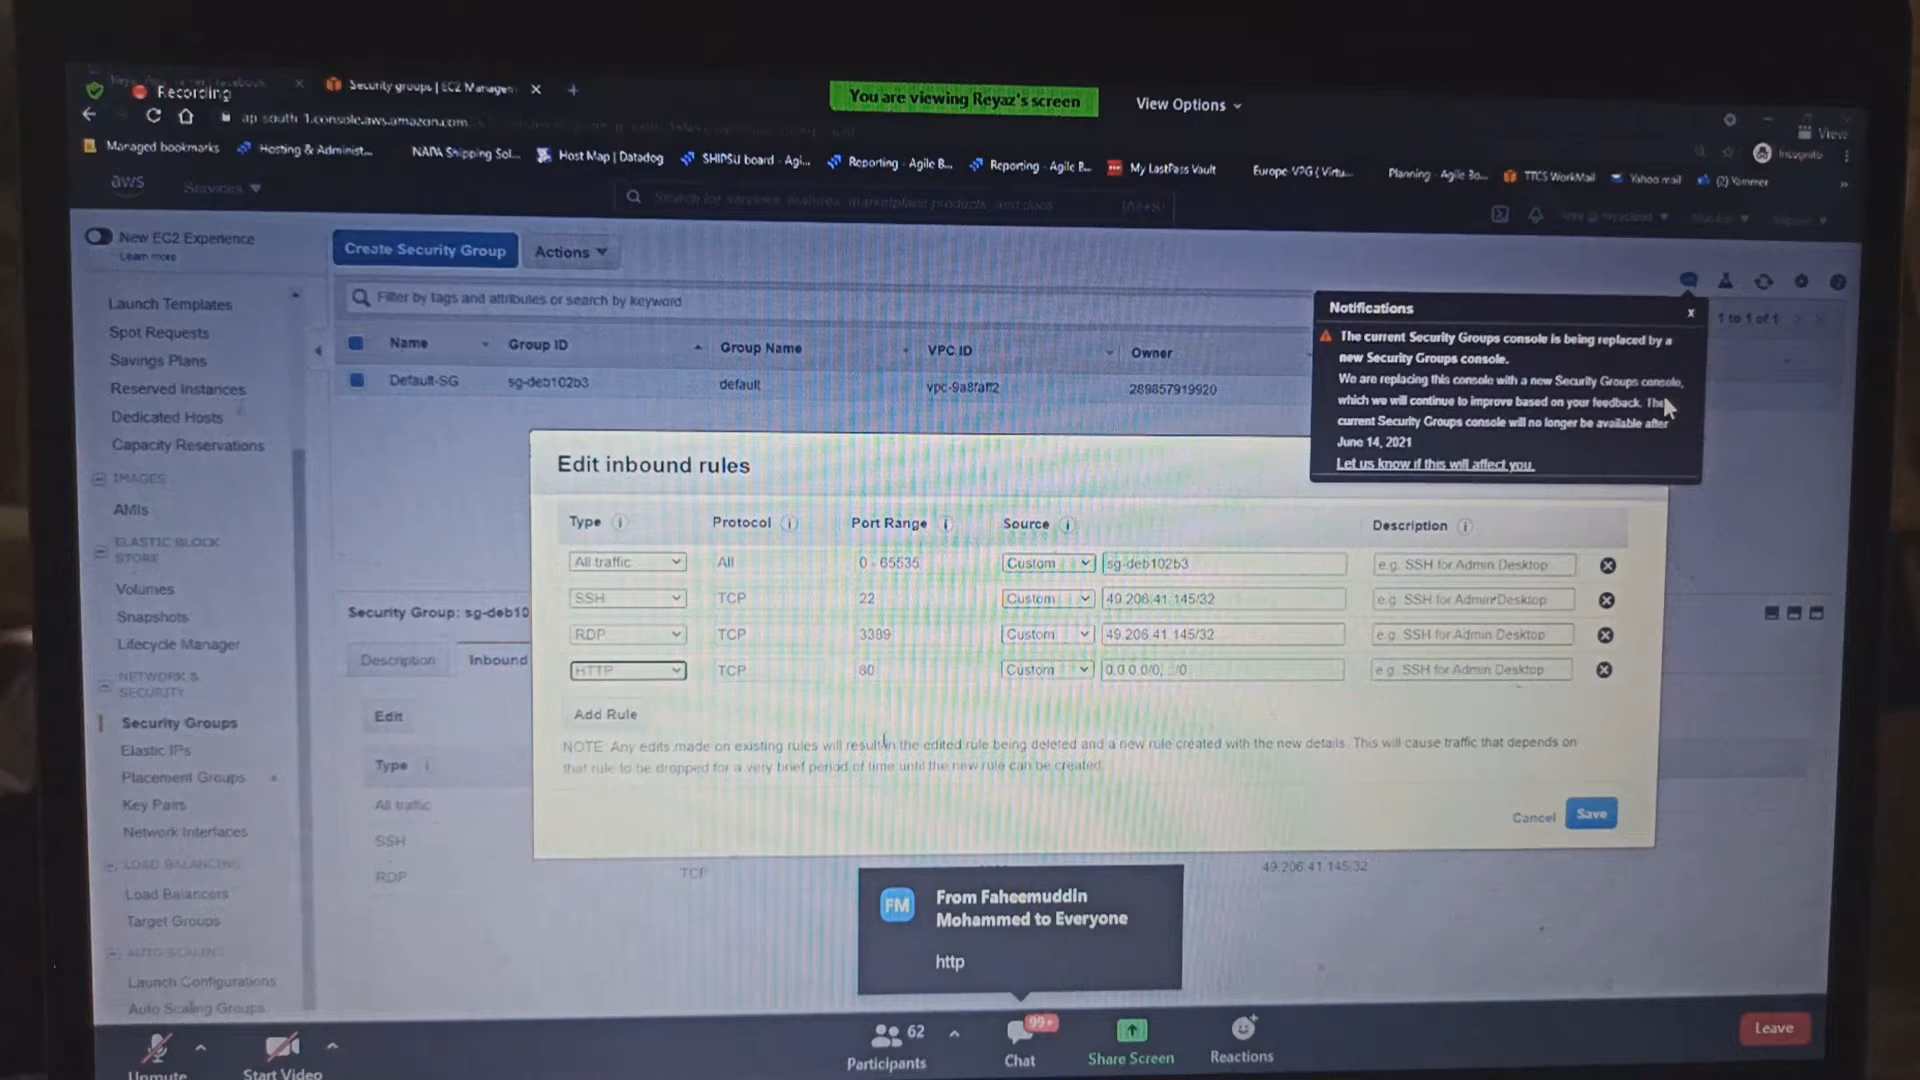 Recording
Security groups | EC2 Managem
You are viewing Reyaz's screen
View Options
View
ap-south-1.console.aws.amazon.com
Incognito
Managed bookmarks
Hosting & Administ...
NAPA Shipping Sol...
Host Map | Datadog
SHIPSU board - Agi...
Reporting - Agile B...
Reporting - Agile B...
My LastPass Vault
Europe VPG ( Virtu...
Planning - Agile Bo...
TTCS WorkMail
Yahoo mail
(2) Yammer
aws
Services
Search for services, features, marketplace products, and docs
[Alt+S]
New EC2 Experience
Learn more
Create Security Group
Actions
Launch Templates
Spot Requests
Savings Plans
Reserved Instances
Dedicated Hosts
Capacity Reservations
IMAGES
AMIs
ELASTIC BLOCK
STORE
Volumes
Snapshots
Lifecycle Manager
NETWORK &
SECURITY
Security Groups
Elastic IPs
Placement Groups
Key Pairs
Network Interfaces
LOAD BALANCING
Load Balancers
Target Groups
AUTO SCALING
Launch Configurations
Auto Scaling Groups
Filter by tags and attributes or search by keyword
1 to 1 of 1
Name
Group ID
Group Name
VPC ID
Owner
Default-SG
sg-deb102b3
default
vpc-9a8faff2
289857919920
Notifications
x
The current Security Groups console is being replaced by a
new Security Groups console.
We are replacing this console with a new Security Groups console,
which we will continue to improve based on your feedback. The
current Security Groups console will no longer be available after
June 14, 2021
Let us know if this will affect you.
Edit inbound rules
Type
Protocol
Port Range
Source
Description
All traffic
All
0 - 65535
Custom
sg-deb102b3
e.g. SSH for Admin Desktop
SSH
TCP
22
Custom
49.206.41.145/32
e.g. SSH for Admin Desktop
RDP
TCP
3389
Custom
49.206.41.145/32
e.g. SSH for Admin Desktop
HTTP
TCP
80
Custom
0.0.0.0/0, ::/0
e.g. SSH for Admin Desktop
Add Rule
NOTE: Any edits made on existing rules will result in the edited rule being deleted and a new rule created with the new details. This will cause traffic that depends on
that rule to be dropped for a very brief period of time until the new rule can be created.
Cancel
Save
Security Group: sg-deb10
Description
Inbound
Edit
Type
All traffic
SSH
RDP
TCP
49.206.41.145/32
FM
From Faheemuddin
Mohammed to Everyone
http
Unmute
Start Video
62
Participants
99+
Chat
Share Screen
Reactions
Leave